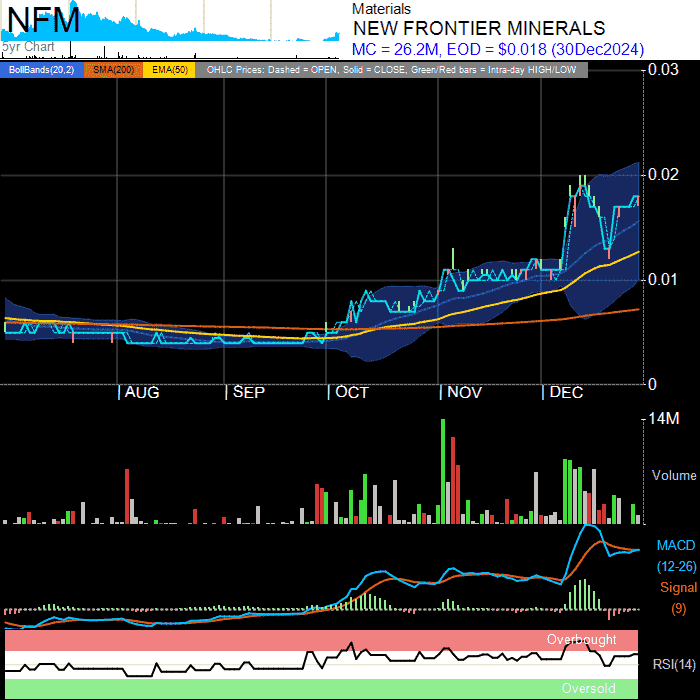 NFM
5yr Chart
Materials
NEW FRONTIER MINERALS
MC = 26.2M, EOD = $0.018 (30Dec2024)
BollBands(20,2) SMA(200) EMA(50) OHLC Prices: Dashed = OPEN, Solid = CLOSE, Green/Red bars = Intra-day HIGH/LOW
0.03
0.02
0.01
0
AUG SEP OCT NOV DEC
14M
Volume
MACD
(12-26)
Signal
(9)
Overbought
RSI(14)
Oversold